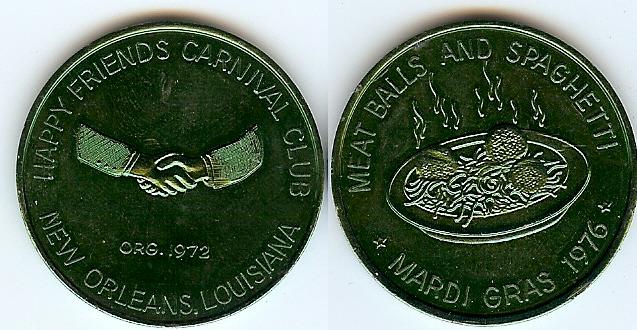 HAPPY FRIENDS CARNIVAL CLUB
ORG. 1972
NEW ORLEANS, LOUISIANA
MEAT BALLS AND SPAGHETTI
★ MARDI GRAS 1976 ★